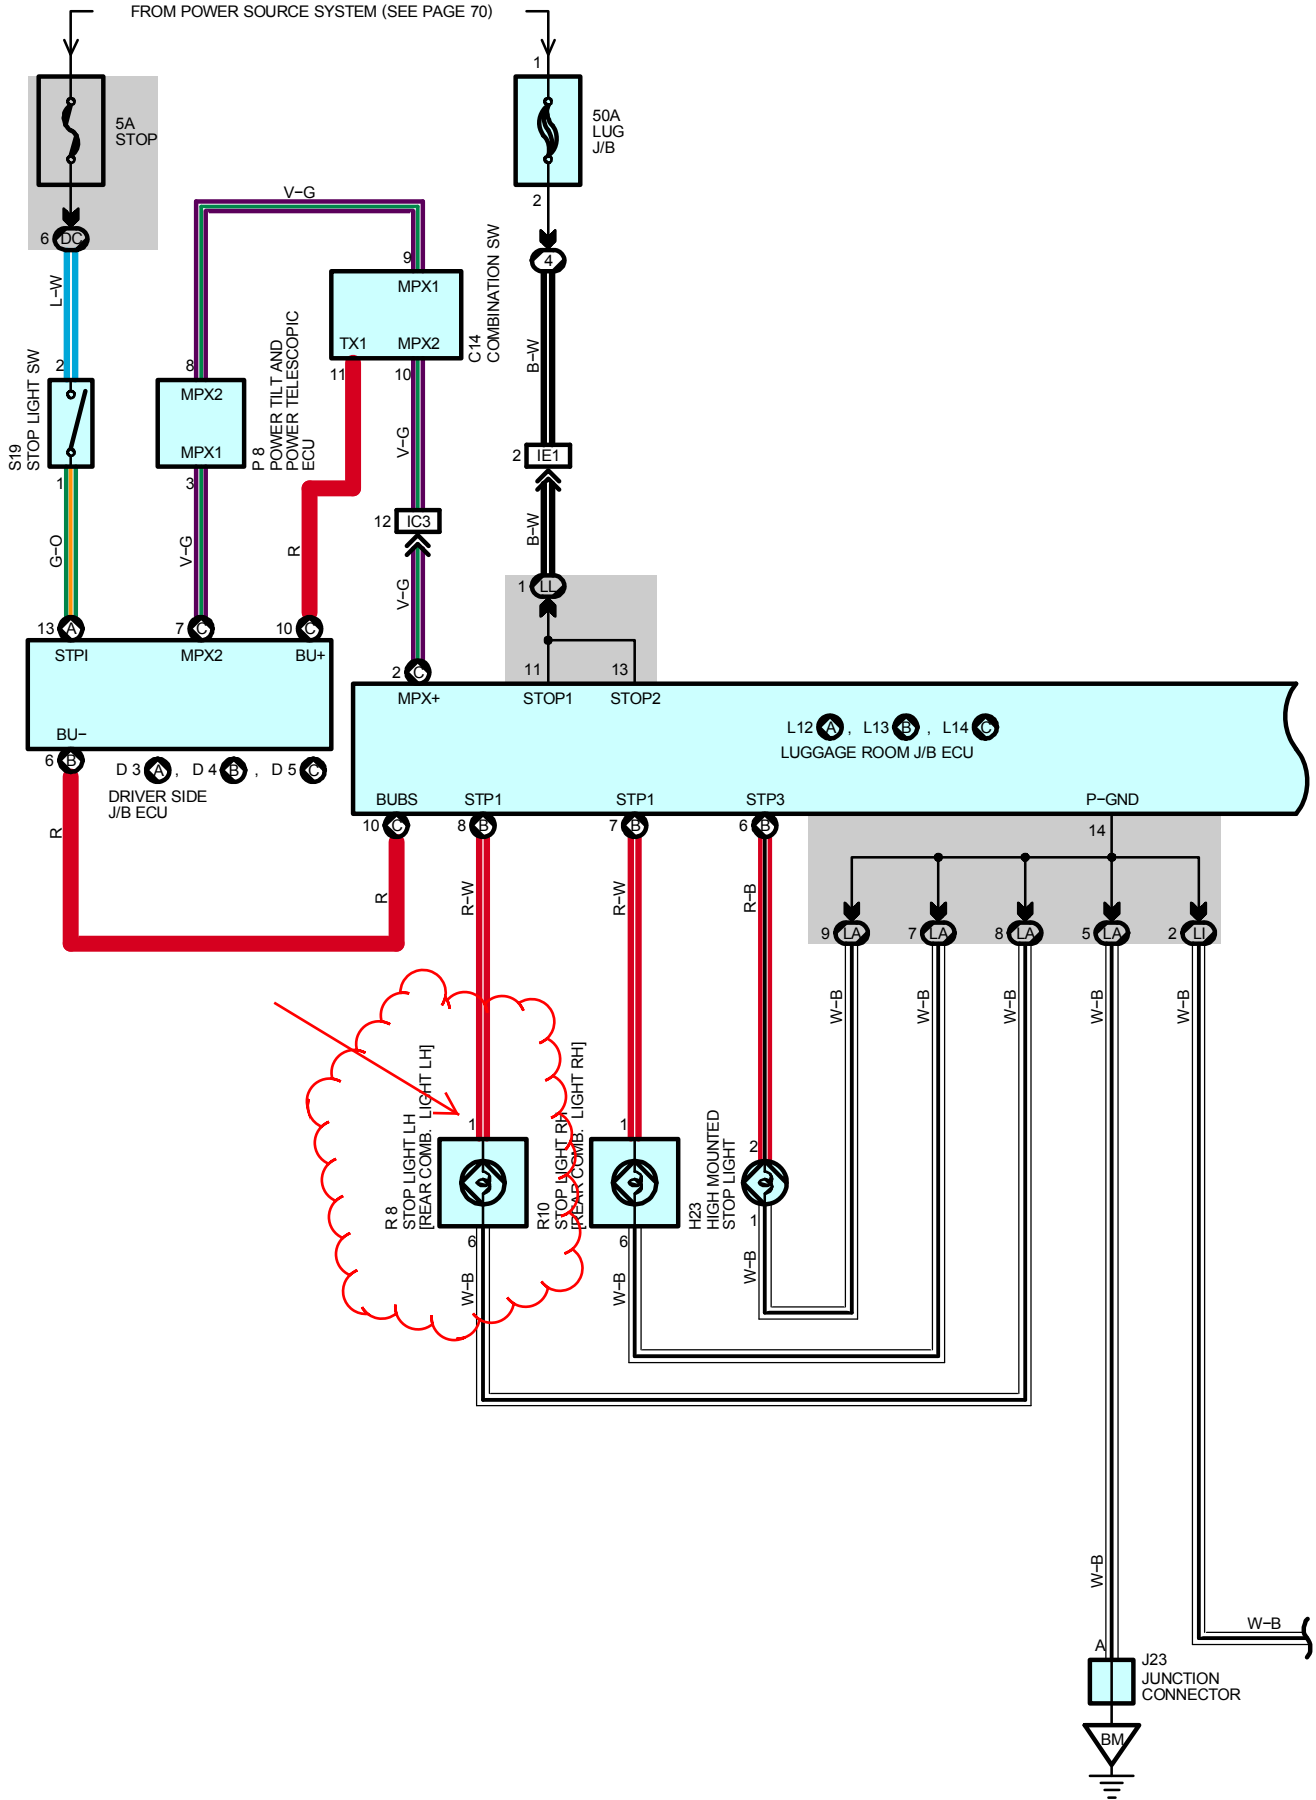 FROM POWER SOURCE SYSTEM (SEE PAGE 70)
1
5A
STOP
50A
LUG
J/B
2
6 DC
4
V-G
9
MPX1
TX1 MPX2
C14
COMBINATION SW
11
10
L-W
B-W
2
S19
STOP LIGHT SW
1
8
MPX2
MPX1
3
P 8
POWER TILT AND
POWER TELESCOPIC
ECU
V-G
2 IE1
12 IC3
G-O
V-G
R
V-G
B-W
1 LL
13 A
7 C
10 C
STPI MPX2 BU+
BU-
6 B
D 3 A , D 4 B , D 5 C
DRIVER SIDE
J/B ECU
2 C
11
13
MPX+ STOP1 STOP2
L12 A , L13 B , L14 C
LUGGAGE ROOM J/B ECU
BUBS STP1 STP1 STP3 P-GND
10 C
8 B
7 B
6 B
14
R
R
R-W
R-W
R-B
9 LA
7 LA
8 LA
5 LA
2 LI
W-B
W-B
W-B
W-B
W-B
1
R 8
STOP LIGHT LH
[REAR COMB. LIGHT LH]
6
1
R10
STOP LIGHT RH
[REAR COMB. LIGHT RH]
6
2
H23
HIGH MOUNTED
STOP LIGHT
1
W-B
W-B
W-B
W-B
W-B
A
J23
JUNCTION
CONNECTOR
BM